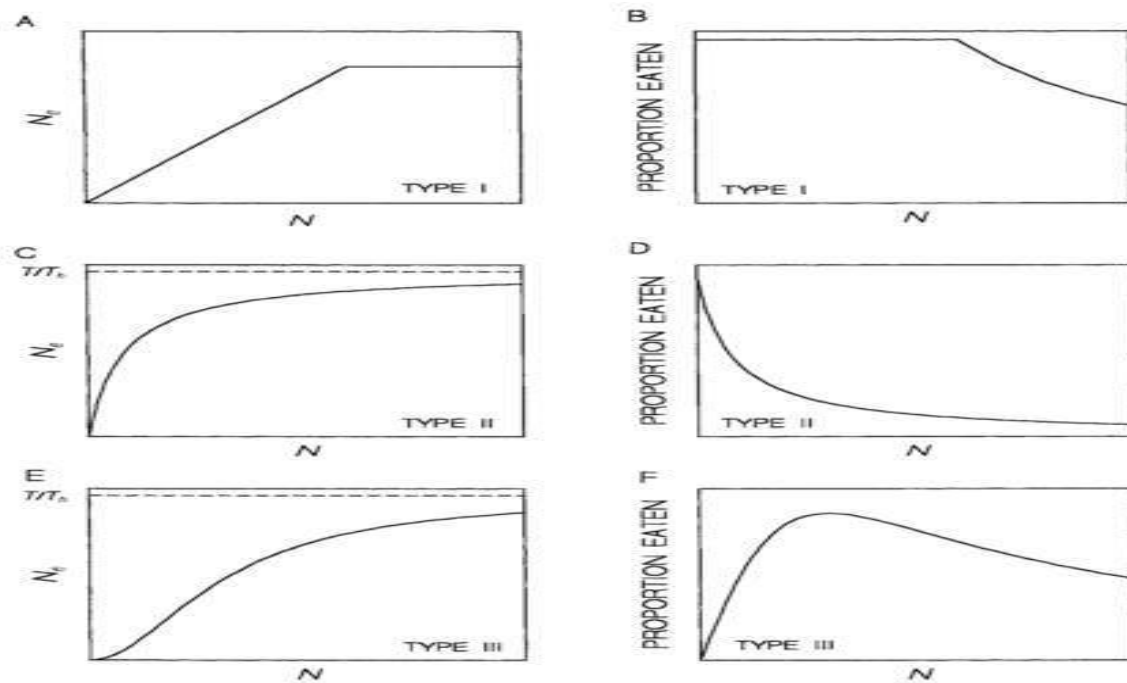 A
B
Nₑ
PROPORTION EATEN
TYPE I
TYPE I
N
N
C
D
T/Tₕ
Nₑ
PROPORTION EATEN
TYPE II
TYPE II
N
N
E
F
T/Tₕ
Nₑ
PROPORTION EATEN
TYPE III
TYPE III
N
N